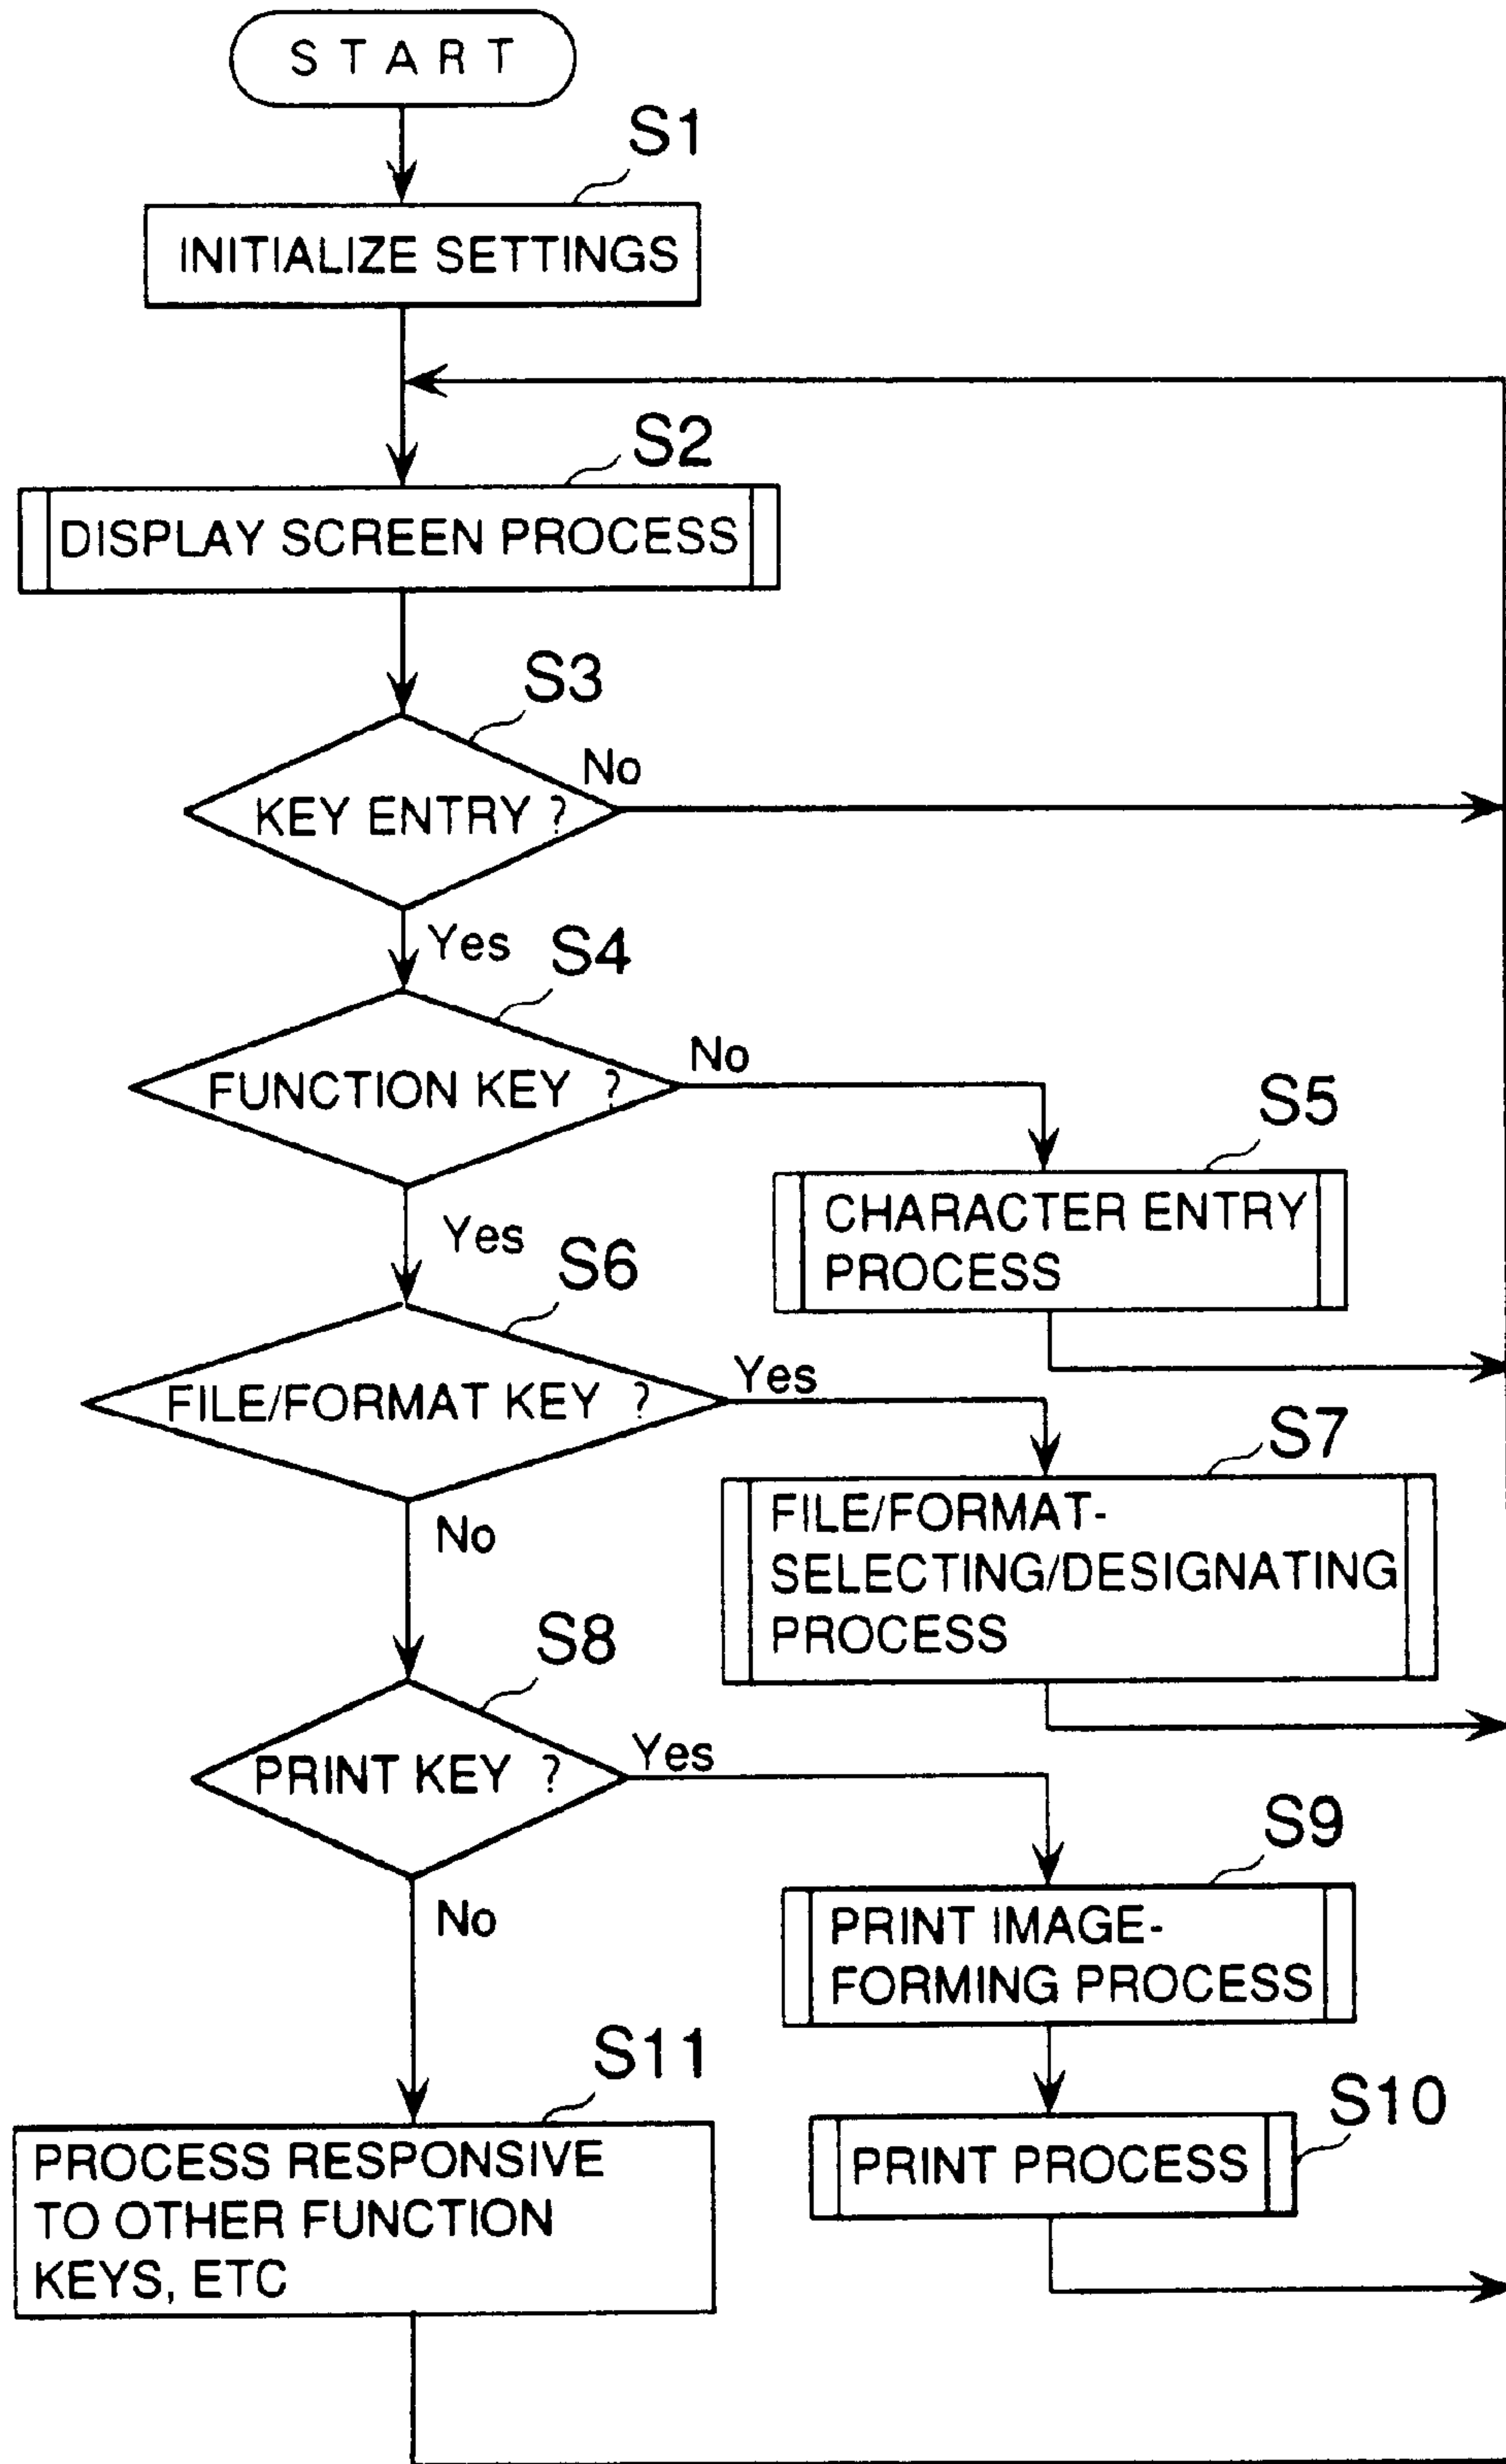 START
S1
INITIALIZE SETTINGS
S2
DISPLAY SCREEN PROCESS
S3
No
KEY ENTRY ?
Yes
S4
No
FUNCTION KEY ?
S5
CHARACTER ENTRY
PROCESS
Yes
S6
Yes
FILE/FORMAT KEY ?
S7
FILE/FORMAT-
SELECTING/DESIGNATING
PROCESS
No
S8
Yes
PRINT KEY ?
S9
PRINT IMAGE-
FORMING PROCESS
No
S11
S10
PRINT PROCESS
PROCESS RESPONSIVE
TO OTHER FUNCTION
KEYS, ETC